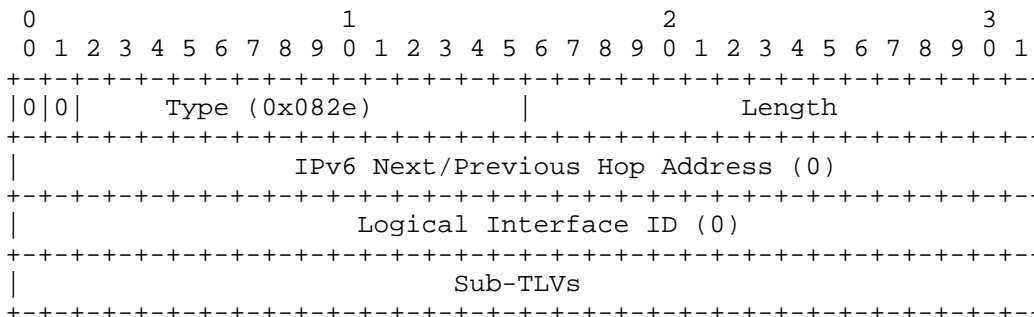 0                   1                   2                   3
 0 1 2 3 4 5 6 7 8 9 0 1 2 3 4 5 6 7 8 9 0 1 2 3 4 5 6 7 8 9 0 1
+-+-+-+-+-+-+-+-+-+-+-+-+-+-+-+-+-+-+-+-+-+-+-+-+-+-+-+-+-+-+-+-
|0|0|     Type (0x082e)         |             Length
+-+-+-+-+-+-+-+-+-+-+-+-+-+-+-+-+-+-+-+-+-+-+-+-+-+-+-+-+-+-+-+-
|                 IPv6 Next/Previous Hop Address (0)
+-+-+-+-+-+-+-+-+-+-+-+-+-+-+-+-+-+-+-+-+-+-+-+-+-+-+-+-+-+-+-+-
|                     Logical Interface ID (0)
+-+-+-+-+-+-+-+-+-+-+-+-+-+-+-+-+-+-+-+-+-+-+-+-+-+-+-+-+-+-+-+-
|                           Sub-TLVs
+-+-+-+-+-+-+-+-+-+-+-+-+-+-+-+-+-+-+-+-+-+-+-+-+-+-+-+-+-+-+-+-